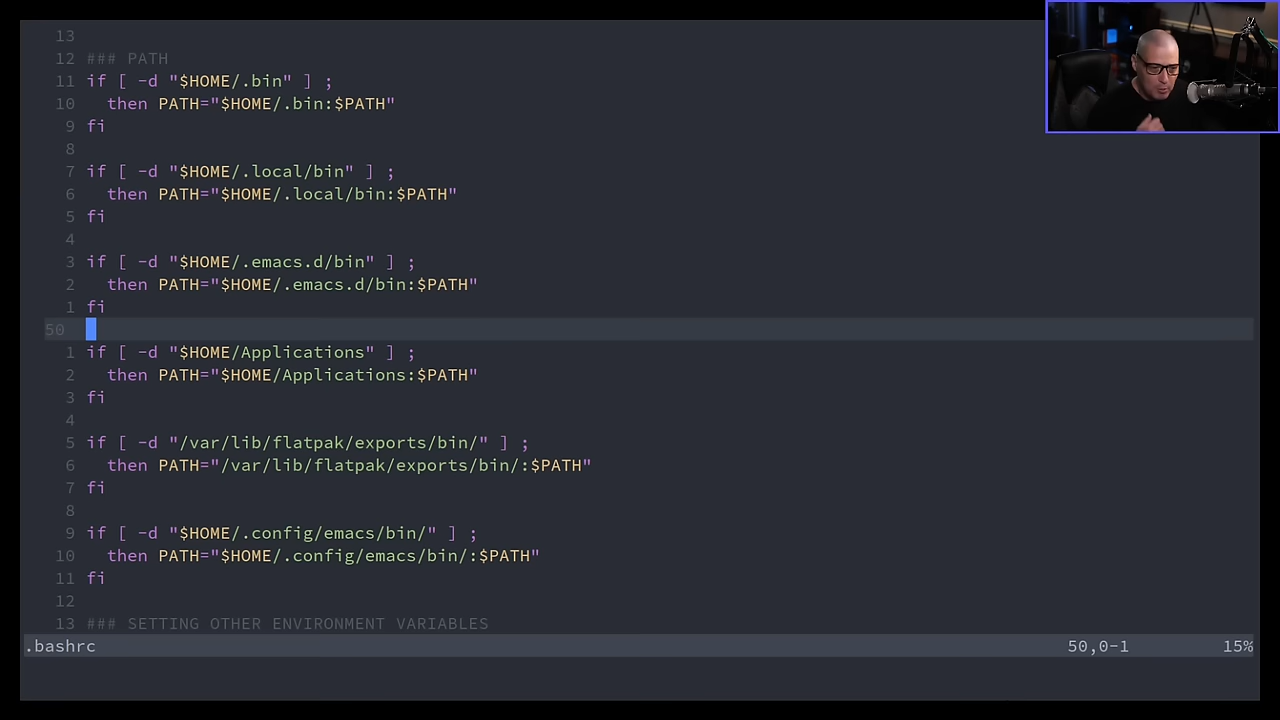 13
12 ### PATH
11 if [ -d "$HOME/.bin" ] ;
10   then PATH="$HOME/.bin:$PATH"
9 fi
8
7 if [ -d "$HOME/.local/bin" ] ;
6   then PATH="$HOME/.local/bin:$PATH"
5 fi
4
3 if [ -d "$HOME/.emacs.d/bin" ] ;
2   then PATH="$HOME/.emacs.d/bin:$PATH"
1 fi
50
1 if [ -d "$HOME/Applications" ] ;
2   then PATH="$HOME/Applications:$PATH"
3 fi
4
5 if [ -d "/var/lib/flatpak/exports/bin/" ] ;
6   then PATH="/var/lib/flatpak/exports/bin/:$PATH"
7 fi
8
9 if [ -d "$HOME/.config/emacs/bin/" ] ;
10   then PATH="$HOME/.config/emacs/bin/:$PATH"
11 fi
12
13 ### SETTING OTHER ENVIRONMENT VARIABLES
.bashrc 50,0-1 15%